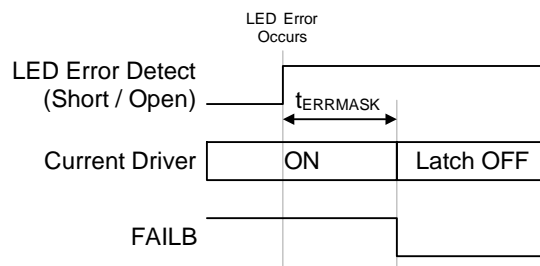 LED Error
Occurs
LED Error Detect
(Short / Open)
tERRMASK
Current Driver
ON
Latch OFF
FAILB